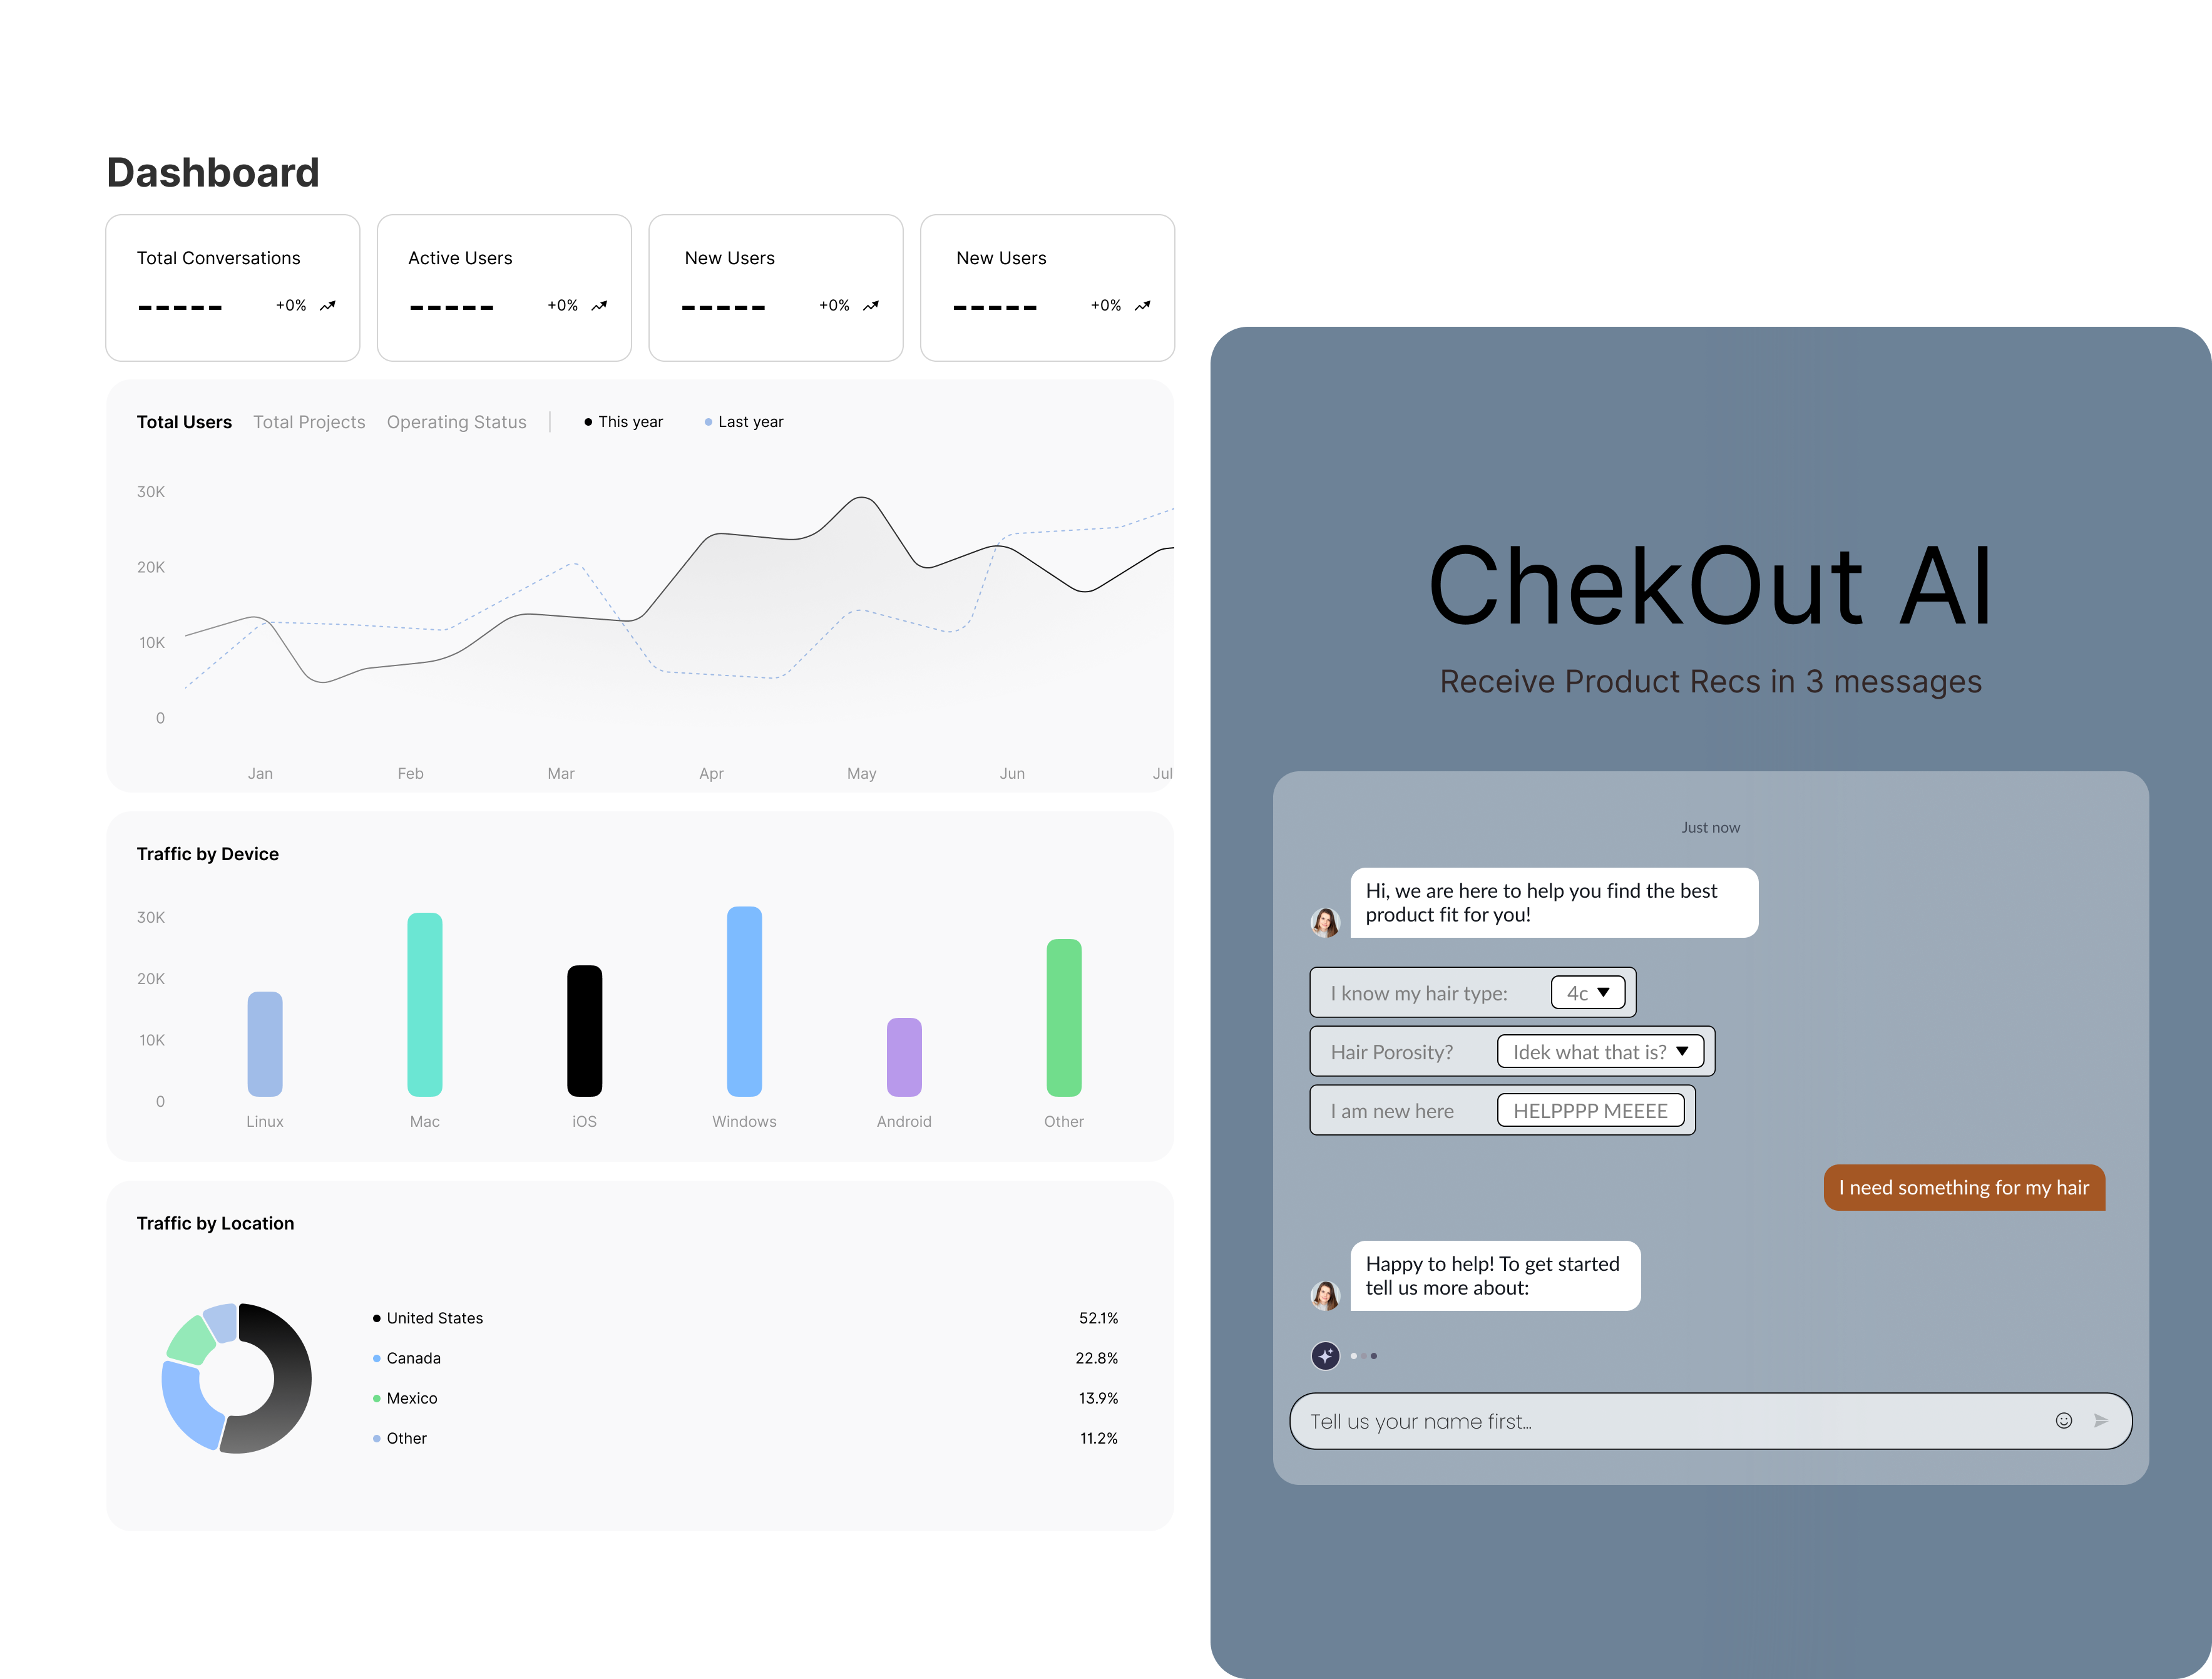 Dashboard
Total Conversations
-----
+0%
Active Users
-----
+0%
New Users
-----
+0%
New Users
-----
+0%
Total Users Total Projects Operating Status This year Last year
30K
20K
10K
0
Jan Feb Mar Apr May Jun Jul
Traffic by Device
30K
20K
10K
0
Linux Mac iOS Windows Android Other
Traffic by Location
United States 52.1%
Canada 22.8%
Mexico 13.9%
Other 11.2%
ChekOut AI
Receive Product Recs in 3 messages
Just now
Hi, we are here to help you find the best
product fit for you!
I know my hair type: 4c
Hair Porosity? Idek what that is?
I am new here HELPPPP MEEEE
I need something for my hair
Happy to help! To get started
tell us more about:
Tell us your name first...